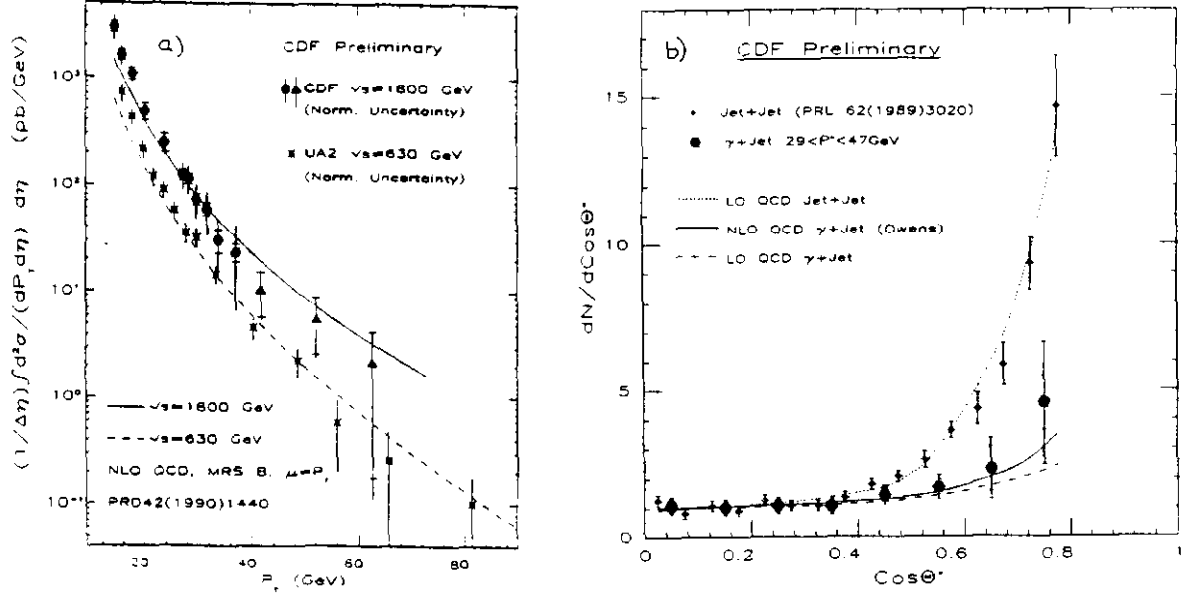 a)
CDF Preliminary
CDF √s=1800 GeV
(Norm. Uncertainty)
UA2 √s=630 GeV
(Norm. Uncertainty)
(1/Δη)∫d²σ/(dP_T dη) dη (pb/GeV)
10³
10²
10¹
10⁰
10⁻¹
√s=1800 GeV
√s=630 GeV
NLO QCD, MRS B, μ=P_T
PRD42(1990)1440
20
40
60
80
P_T (GeV)
b)
CDF Preliminary
Jet+Jet (PRL 62(1989)3020)
γ+Jet 29<P*<47GeV
LO QCD Jet+Jet
NLO QCD γ+Jet (Owens)
LO QCD γ+Jet
dN/dCosΘ*
15
10
5
0
0
0.2
0.4
0.6
0.8
1
CosΘ*